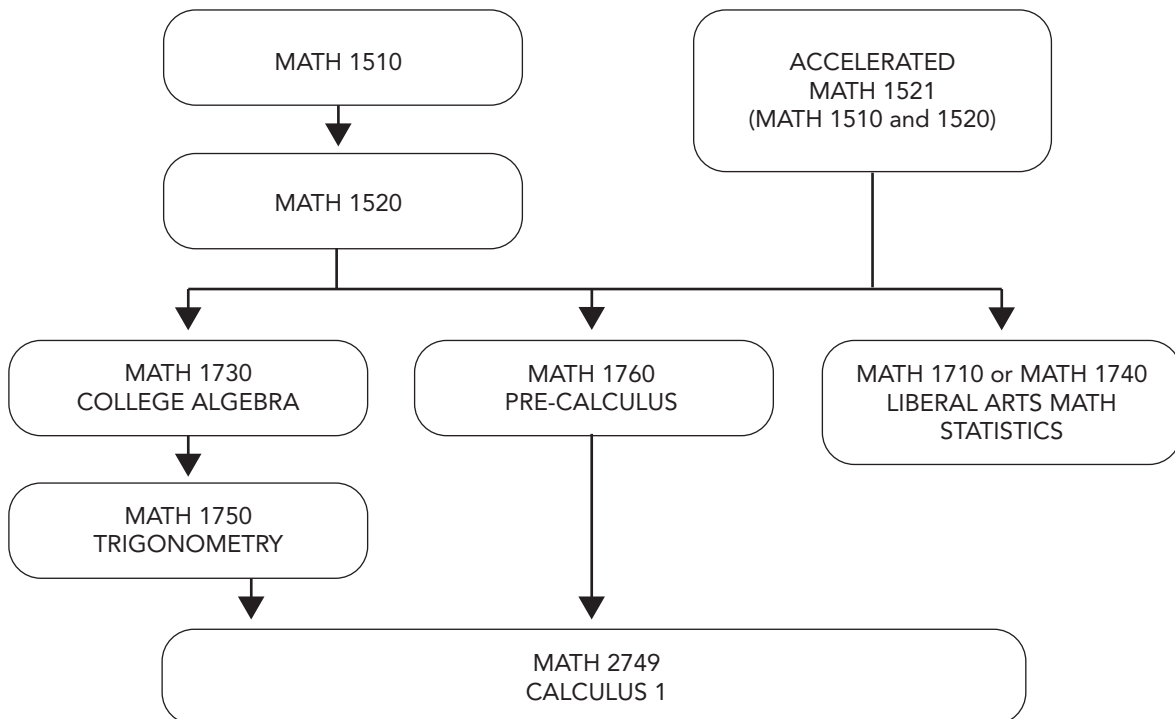 MATH 1510
ACCELERATED
MATH 1521
(MATH 1510 and 1520)
MATH 1520
MATH 1730
COLLEGE ALGEBRA
MATH 1760
PRE-CALCULUS
MATH 1710 or MATH 1740
LIBERAL ARTS MATH
STATISTICS
MATH 1750
TRIGONOMETRY
MATH 2749
CALCULUS 1